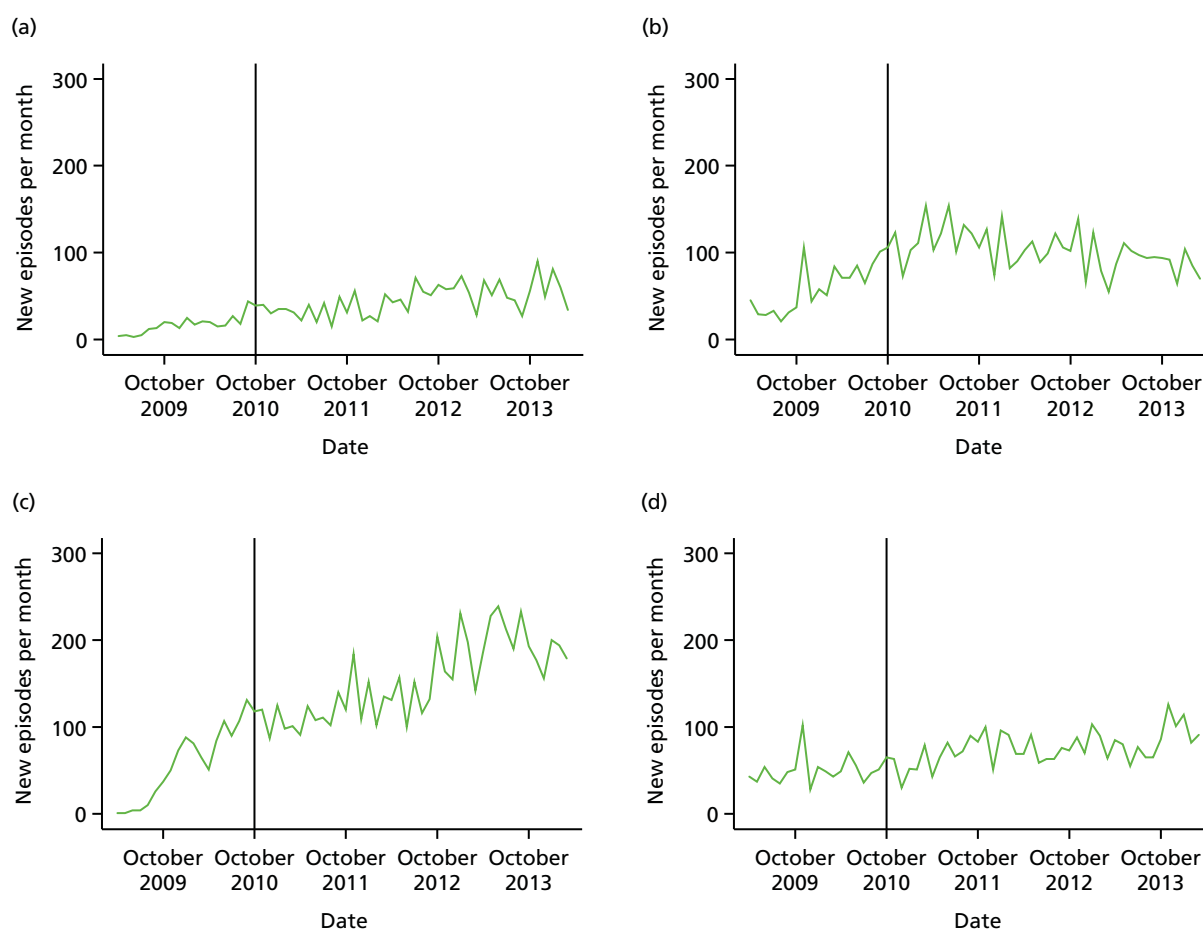 (a)
New episodes per month
300
200
100
0
October 2009
October 2010
October 2011
October 2012
October 2013
Date
(b)
New episodes per month
300
200
100
0
October 2009
October 2010
October 2011
October 2012
October 2013
Date
(c)
New episodes per month
300
200
100
0
October 2009
October 2010
October 2011
October 2012
October 2013
Date
(d)
New episodes per month
300
200
100
0
October 2009
October 2010
October 2011
October 2012
October 2013
Date